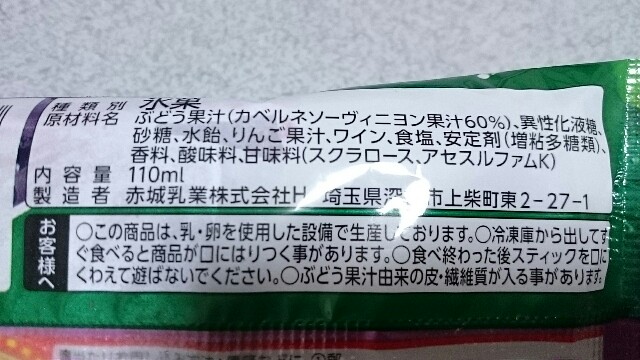 種類別 氷菓
原材料名 ぶどう果汁(カベルネソーヴィニヨン果汁60%)、異性化液糖、
砂糖、水飴、りんご果汁、ワイン、食塩、安定剤(増粘多糖類)、
香料、酸味料、甘味料(スクラロース、アセスルファムK)
内容量 110ml
製造者 赤城乳業株式会社H 埼玉県深 市上柴町東2-27-1
お客様へ
○この商品は、乳・卵を使用した設備で生産しております。○冷凍庫から出してす
ぐ食べると商品が口にはりつく事があります。○食べ終わった後スティックを口に
くわえて遊ばないでください。○ぶどう果汁由来の皮・繊維質が入る事があります。